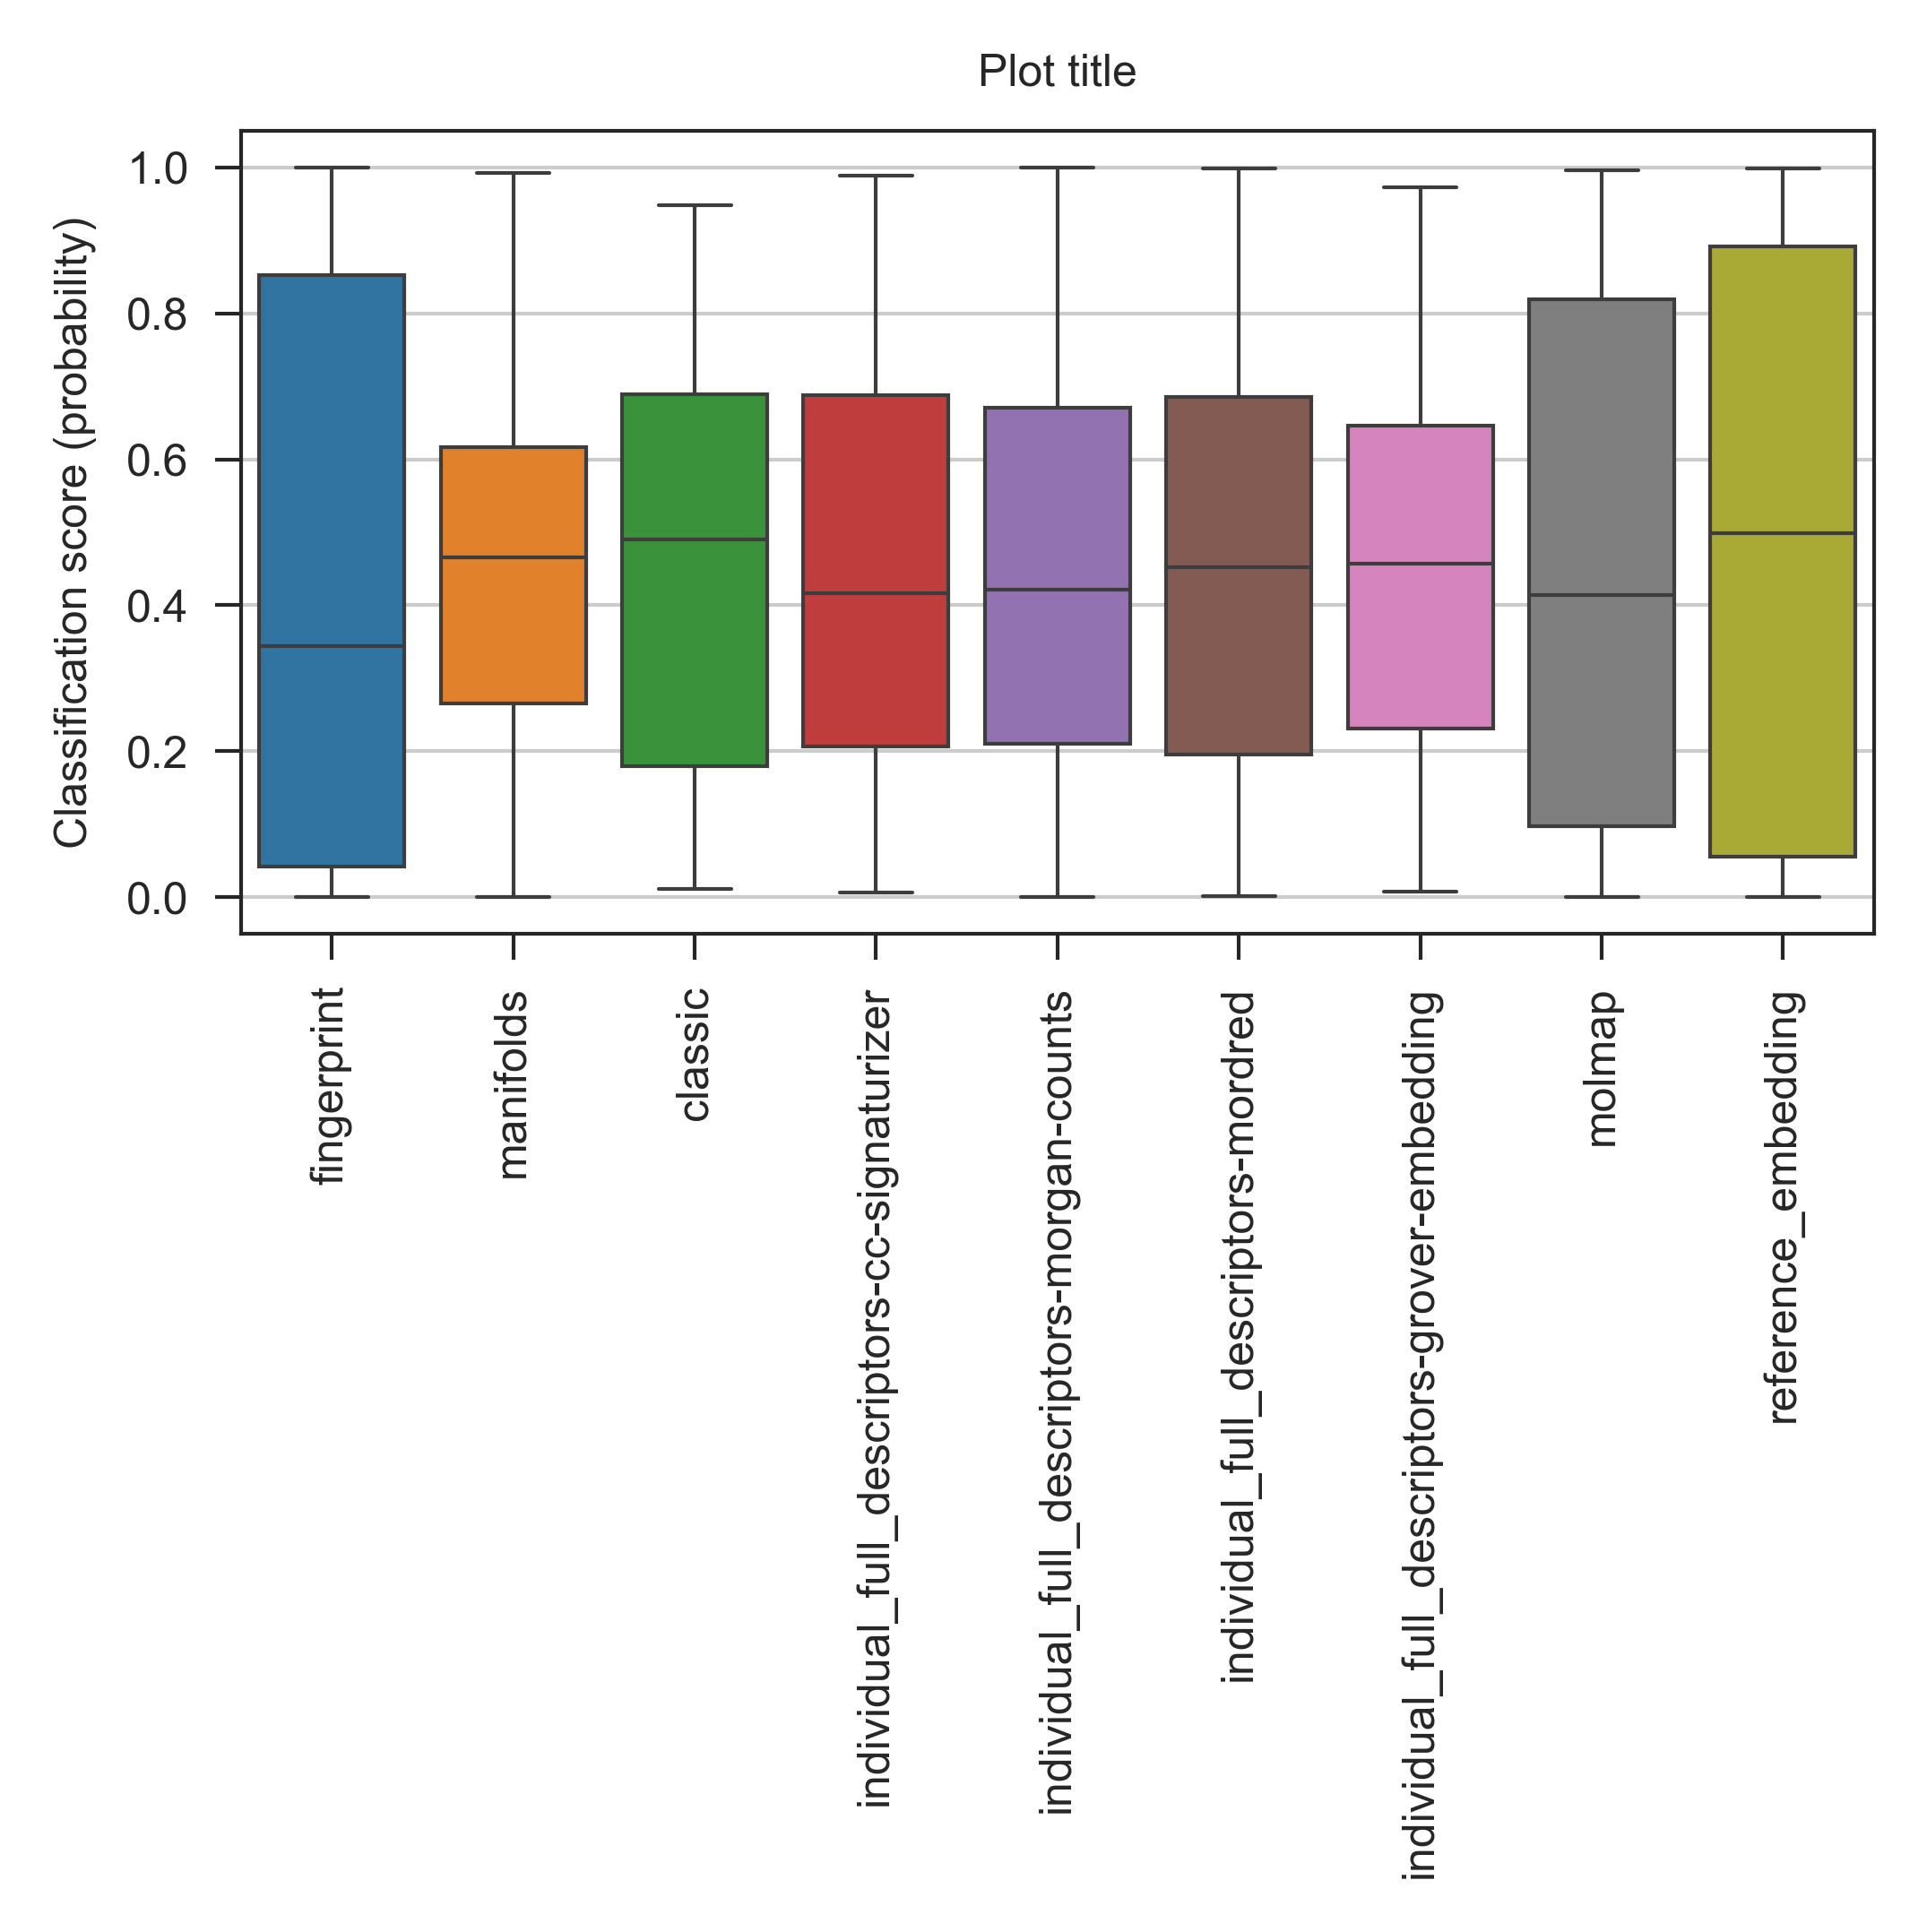 Plot title
Classification score (probability)
1.0
0.8
0.6
0.4
0.2
0.0
fingerprint
manifolds
classic
individual_full_descriptors-cc-signaturizer
individual_full_descriptors-morgan-counts
individual_full_descriptors-mordred
individual_full_descriptors-grover-embedding
molmap
reference_embedding